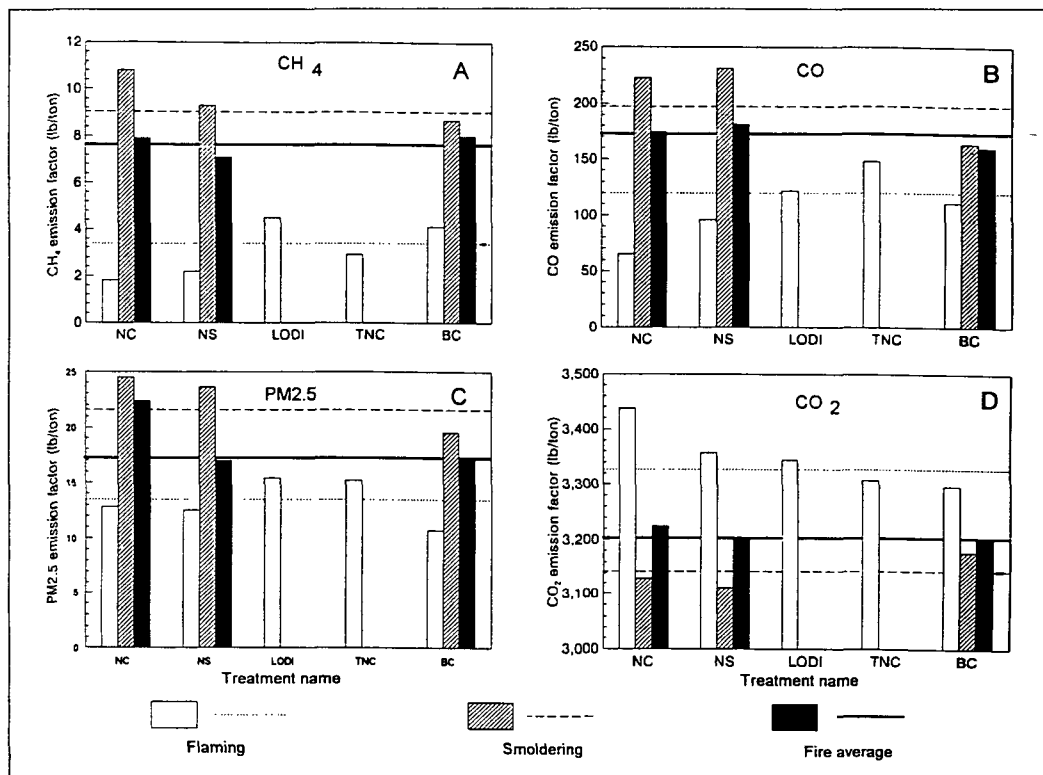 CH 4
A
12
10
8
6
4
2
0
CH₄ emission factor (lb/ton)
NC NS LODI TNC BC
CO
B
250
200
150
100
50
0
CO emission factor (lb/ton)
NC NS LODI TNC BC
PM2.5
C
25
20
15
10
5
0
PM2.5 emission factor (lb/ton)
NC NS LODI TNC BC
Treatment name
CO 2
D
3,500
3,400
3,300
3,200
3,100
3,000
CO₂ emission factor (lb/ton)
NC NS LODI TNC BC
Treatment name
Flaming
Smoldering
Fire average